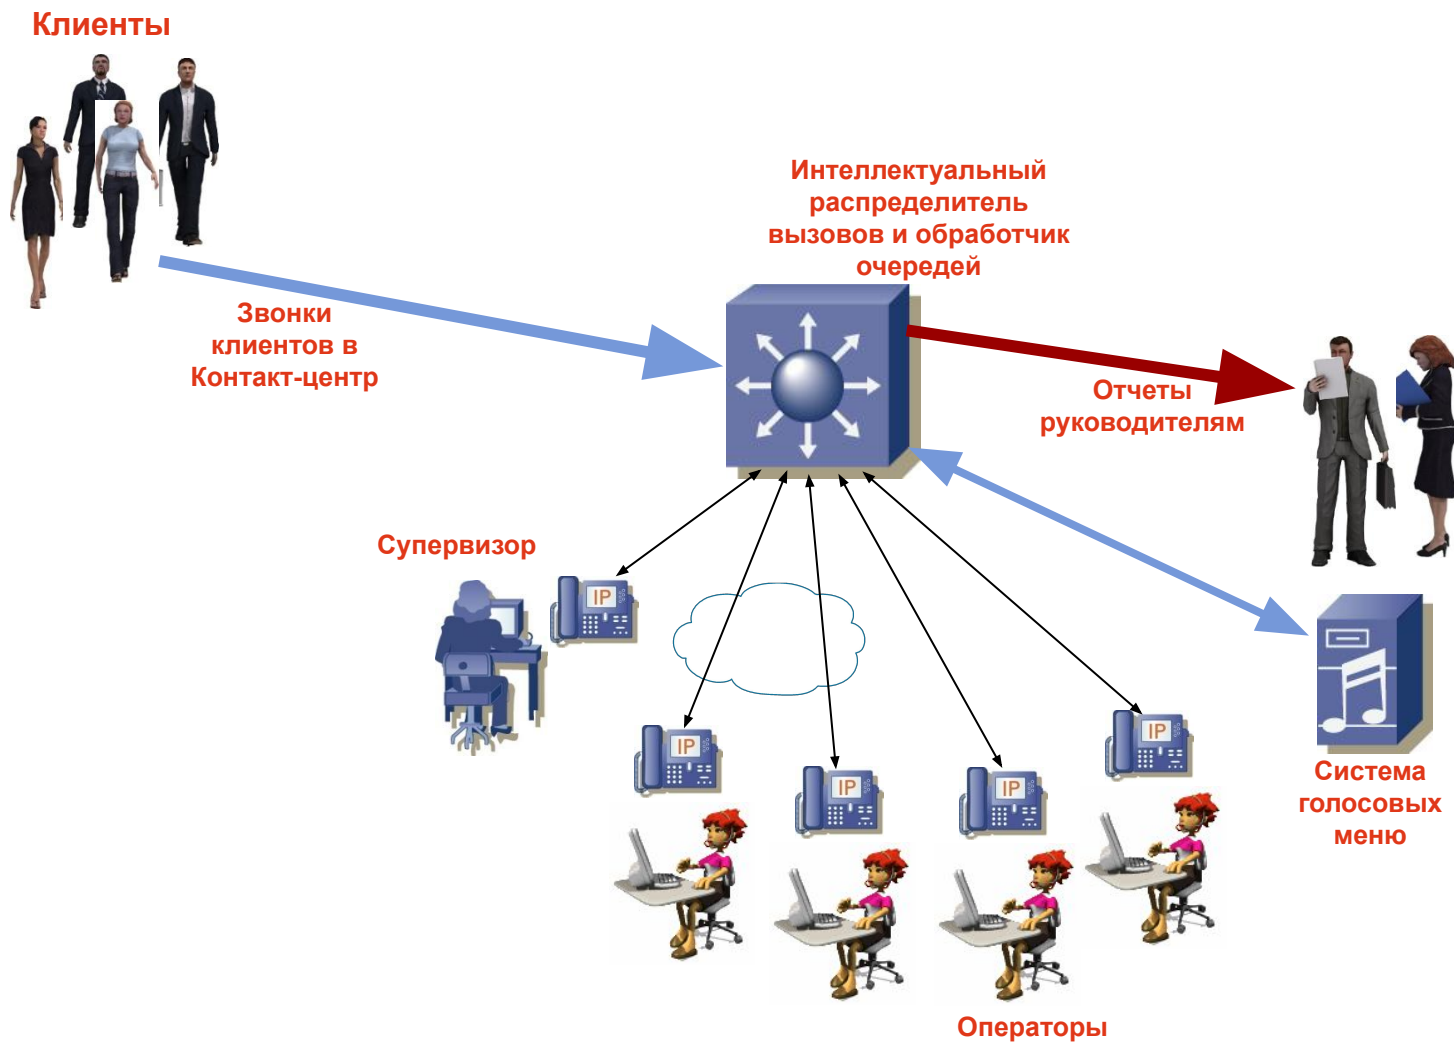 Клиенты
Интеллектуальный
распределитель
вызовов и обработчик
очередей
Звонки
клиентов в
Контакт-центр
Отчеты
руководителям
Супервизор
IP
IP
IP
IP
IP
Система
голосовых
меню
Операторы